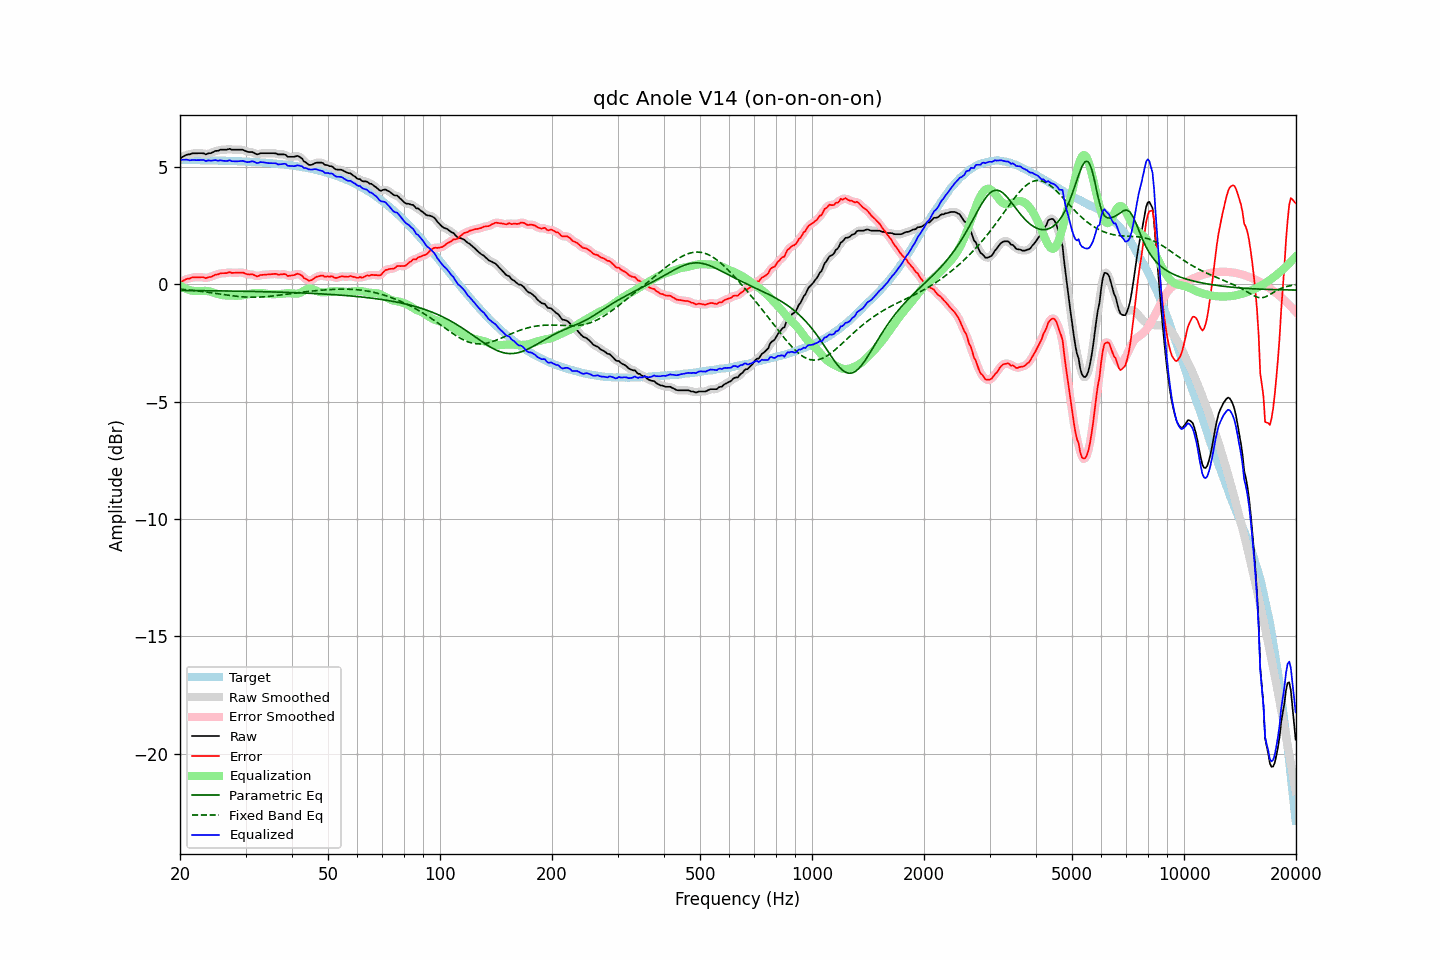 qdc Anole V14 (on-on-on-on)
5
0
−5
−10
−15
−20
Amplitude (dBr)
Target
Raw Smoothed
Error Smoothed
Raw
Error
Equalization
Parametric Eq
Fixed Band Eq
Equalized
20 50 100 200 500 1000 2000 5000 10000 20000
Frequency (Hz)